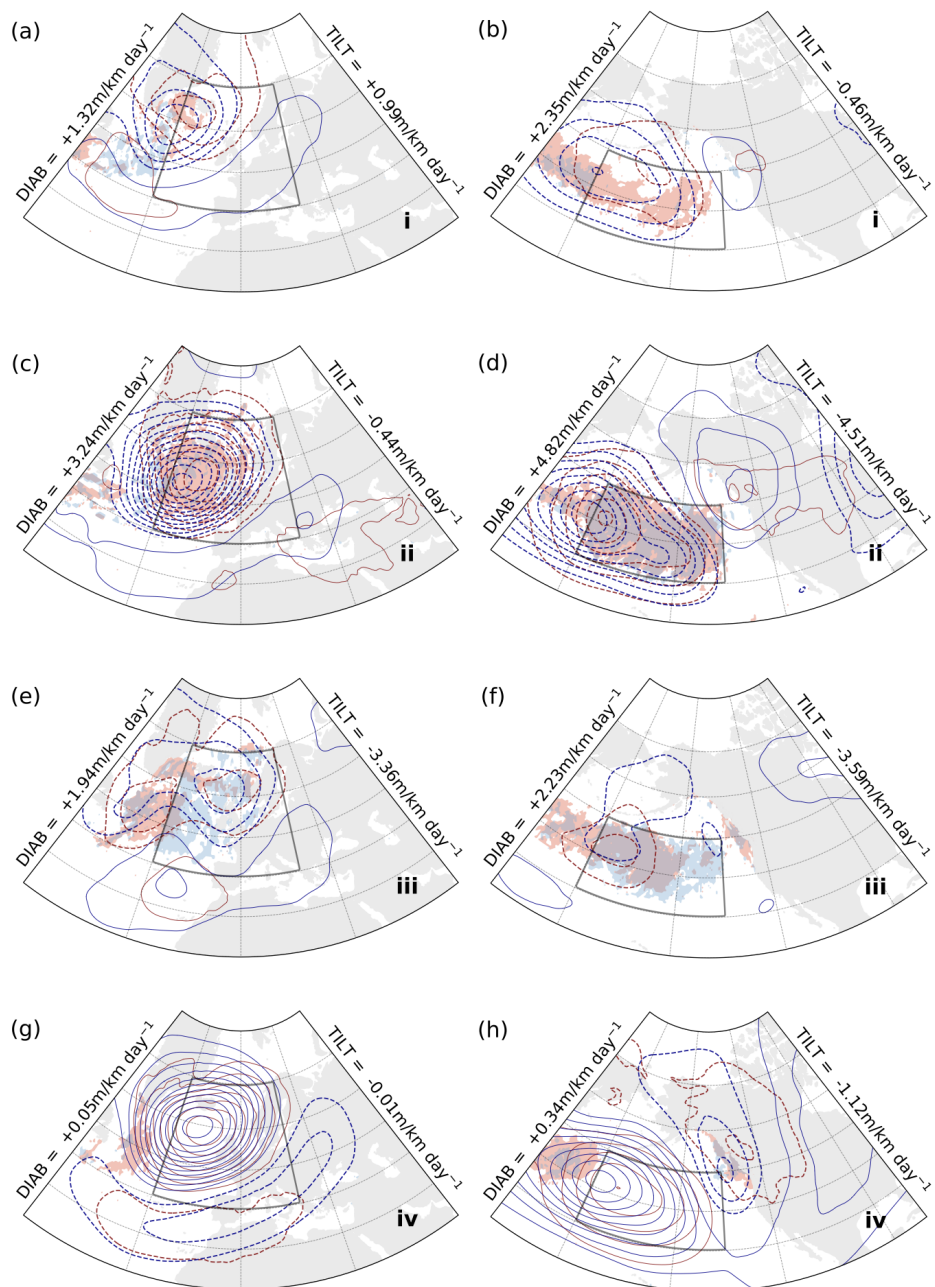 (a)
DIAB = +1.32m/km day⁻¹
TILT = +0.99m/km day⁻¹
i
(b)
DIAB = +2.35m/km day⁻¹
TILT = -0.46m/km day⁻¹
i
(c)
DIAB = +3.24m/km day⁻¹
TILT = -0.44m/km day⁻¹
ii
(d)
DIAB = +4.82m/km day⁻¹
TILT = -4.51m/km day⁻¹
ii
(e)
DIAB = +1.94m/km day⁻¹
TILT = -3.36m/km day⁻¹
iii
(f)
DIAB = +2.23m/km day⁻¹
TILT = -3.59m/km day⁻¹
iii
(g)
DIAB = +0.05m/km day⁻¹
TILT = -0.01m/km day⁻¹
iv
(h)
DIAB = +0.34m/km day⁻¹
TILT = -1.12m/km day⁻¹
iv